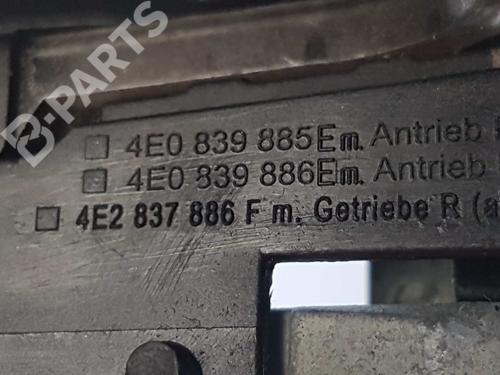 B-PARTS
4E0 839 885 E m. Antrieb
4E0 839 886 E m. Antrieb
4E2 837 886 F m. Getriebe R (a